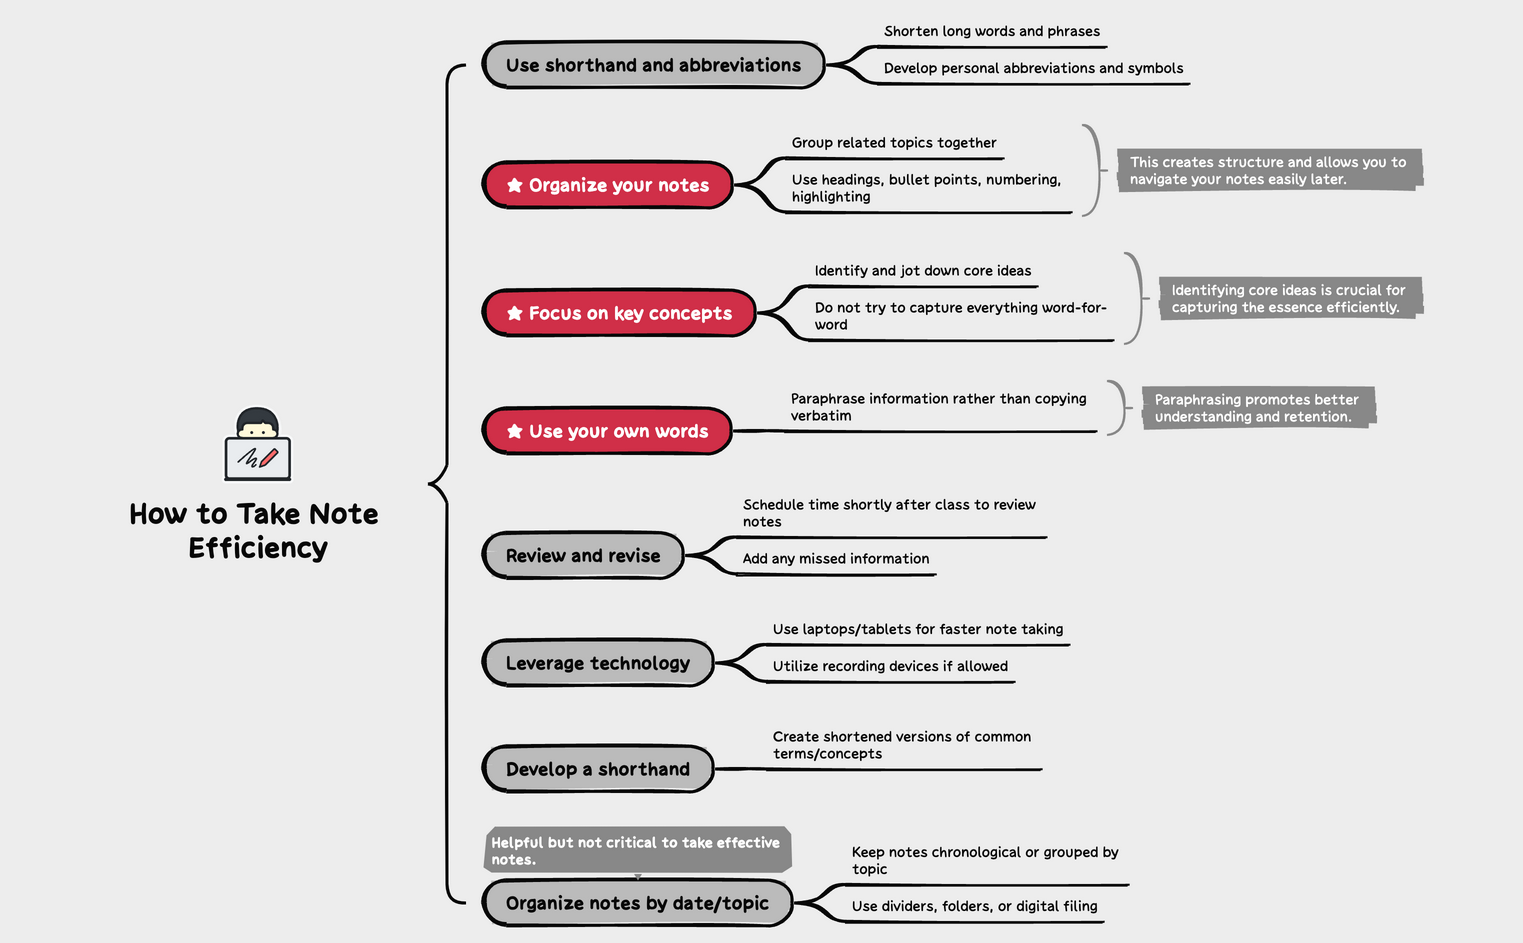 How to Take Note
Efficiency
Use shorthand and abbreviations
Shorten long words and phrases
Develop personal abbreviations and symbols
Organize your notes
Group related topics together
Use headings, bullet points, numbering,
highlighting
This creates structure and allows you to
navigate your notes easily later.
Focus on key concepts
Identify and jot down core ideas
Do not try to capture everything word-for-
word
Identifying core ideas is crucial for
capturing the essence efficiently.
Use your own words
Paraphrase information rather than copying
verbatim
Paraphrasing promotes better
understanding and retention.
Review and revise
Schedule time shortly after class to review
notes
Add any missed information
Leverage technology
Use laptops/tablets for faster note taking
Utilize recording devices if allowed
Develop a shorthand
Create shortened versions of common
terms/concepts
Helpful but not critical to take effective
notes.
Organize notes by date/topic
Keep notes chronological or grouped by
topic
Use dividers, folders, or digital filing